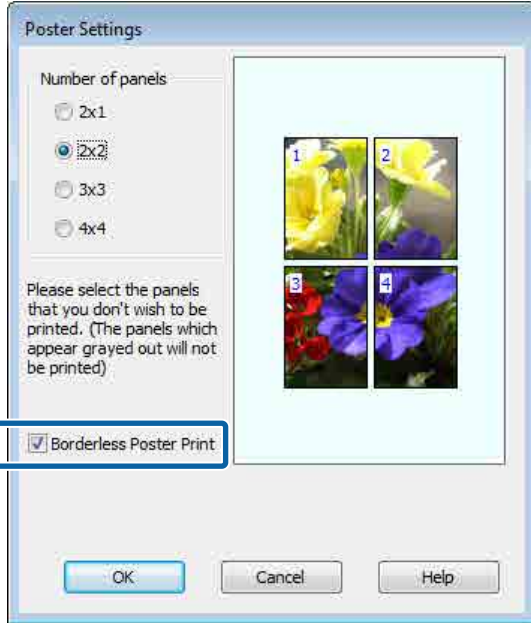 Poster Settings
Number of panels
2x1
2x2
3x3
4x4
1
2
3
4
Please select the panels
that you don't wish to be
printed. (The panels which
appear grayed out will not
be printed)
Borderless Poster Print
OK
Cancel
Help